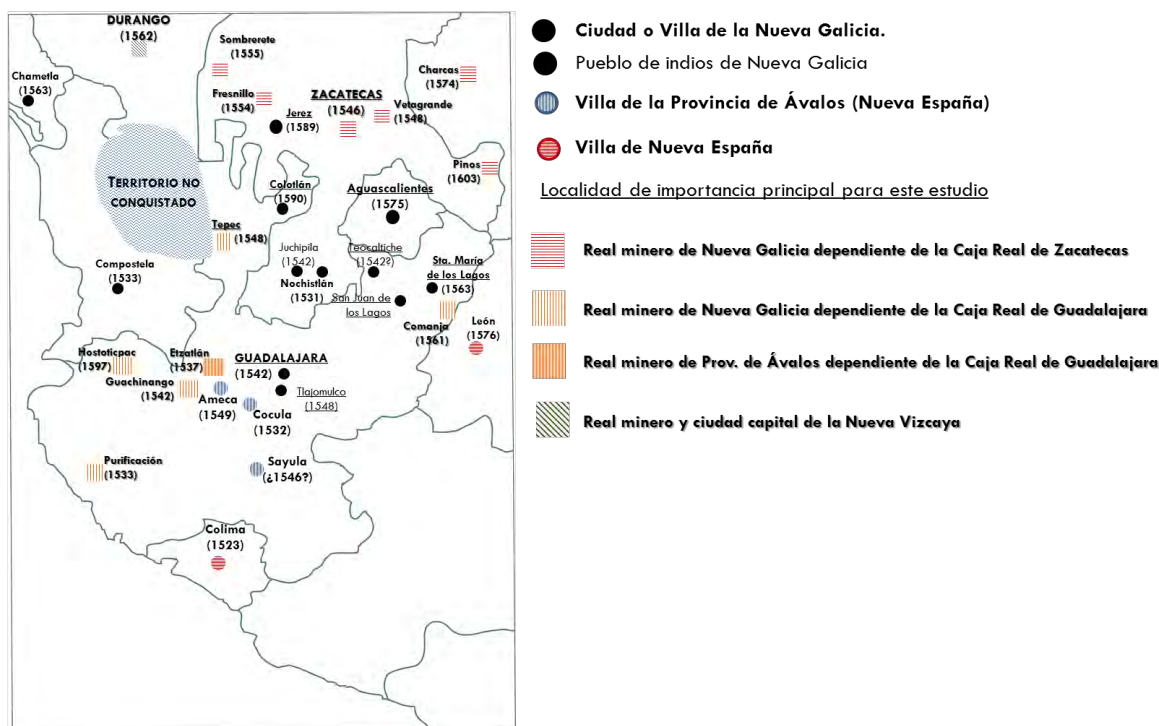 DURANGO
(1562)
Sombrerete
(1555)
Chametla
(1563)
Fresnillo
(1554)
Jerez
(1589)
ZACATECAS
(1546)
Vetagrande
(1548)
Charcas
(1574)
Pinos
(1603)
TERRITORIO NO
CONQUISTADO
Colotlán
(1590)
Aguascalientes
(1575)
Tepec
(1548)
Compostela
(1533)
Juchipila
(1542)
Nochistlán
(1531)
Teocaltiche
(1542?)
Sta. María
de los Lagos
(1563)
San Juan de
los Lagos
Comanja
(1561)
León
(1576)
Hostoticpac
(1597)
Etzatlán
(1537)
Guachinango
(1542)
GUADALAJARA
(1542)
Ameca
(1549)
Tlajomulco
(1548)
Cocula
(1532)
Purificación
(1533)
Sayula
(¿1546?)
Colima
(1523)
Ciudad o Villa de la Nueva Galicia.
Pueblo de indios de Nueva Galicia
Villa de la Provincia de Ávalos (Nueva España)
Villa de Nueva España
Localidad de importancia principal para este estudio
Real minero de Nueva Galicia dependiente de la Caja Real de Zacatecas
Real minero de Nueva Galicia dependiente de la Caja Real de Guadalajara
Real minero de Prov. de Ávalos dependiente de la Caja Real de Guadalajara
Real minero y ciudad capital de la Nueva Vizcaya